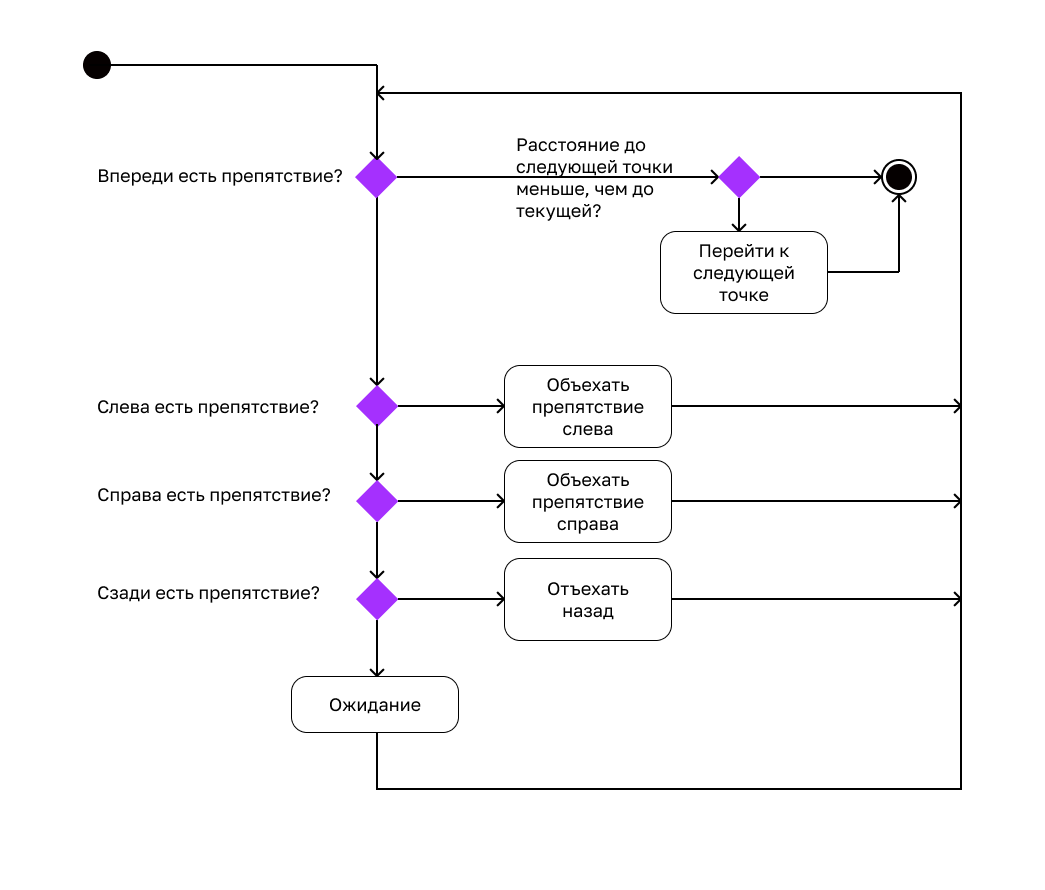 Расстояние до
следующей точки
меньше, чем до
текущей?
Впереди есть препятствие?
Перейти к
следующей
точке
Слева есть препятствие?
Объехать
препятствие
слева
Справа есть препятствие?
Объехать
препятствие
справа
Сзади есть препятствие?
Отъехать
назад
Ожидание